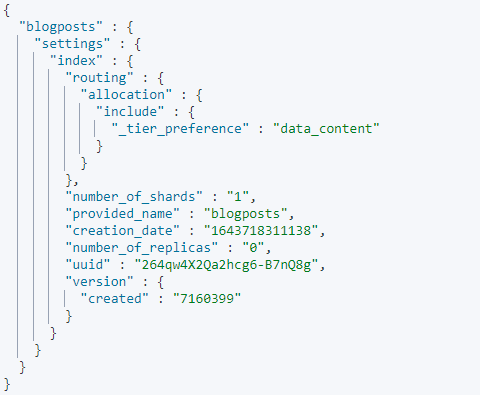 {
  "blogposts" : {
    "settings" : {
      "index" : {
        "routing" : {
          "allocation" : {
            "include" : {
              "_tier_preference" : "data_content"
            }
          }
        },
        "number_of_shards" : "1",
        "provided_name" : "blogposts",
        "creation_date" : "1643718311138",
        "number_of_replicas" : "0",
        "uuid" : "264qw4X2Qa2hcg6-B7nQ8g",
        "version" : {
          "created" : "7160399"
        }
      }
    }
  }
}